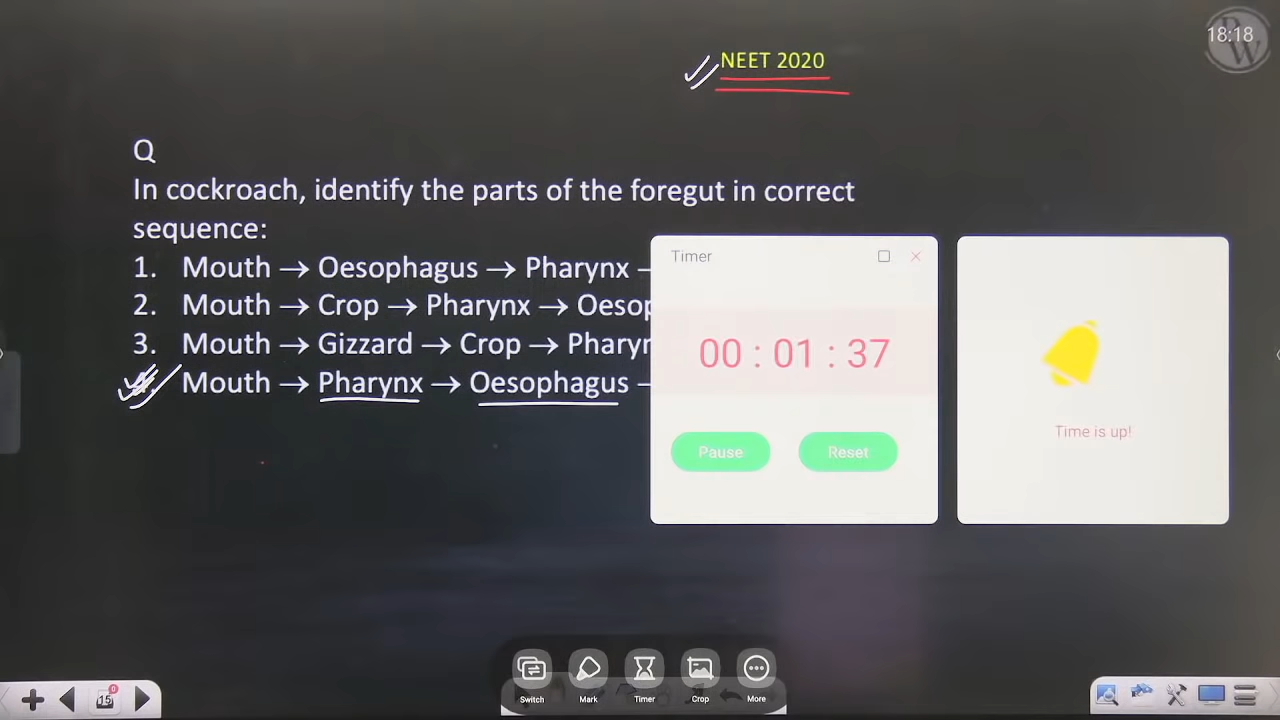 18:18
NEET 2020
Q
In cockroach, identify the parts of the foregut in correct
sequence:
1. Mouth → Oesophagus → Pharynx →
2. Mouth → Crop → Pharynx →
3. Mouth → Gizzard → Crop →
Mouth → Pharynx → Oesophagus →
Timer
00 : 01 : 37
Pause Reset
Time is up!
Switch Mark Timer Crop More
15